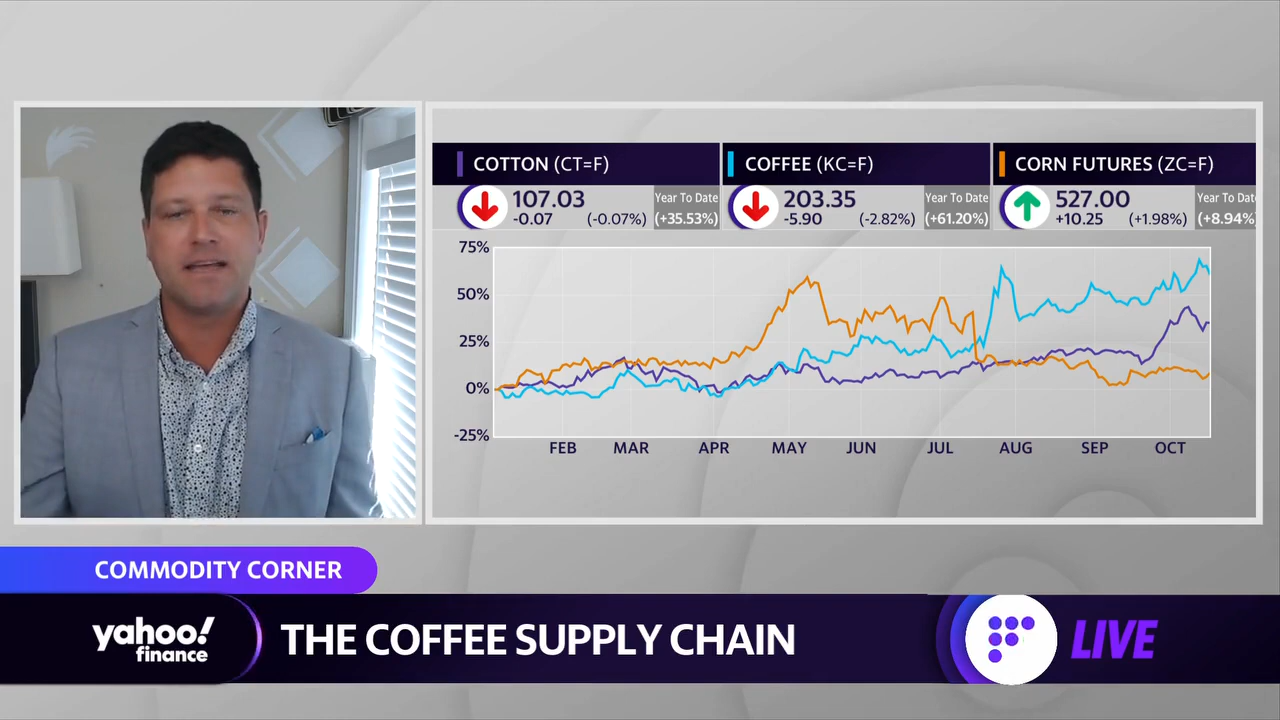 COTTON (CT=F)
107.03
-0.07 (-0.07%)
Year To Date
(+35.53%)
COFFEE (KC=F)
203.35
-5.90 (-2.82%)
Year To Date
(+61.20%)
CORN FUTURES (ZC=F)
527.00
+10.25 (+1.98%)
Year To Date
(+8.94%)
75%
50%
25%
0%
-25%
FEB MAR APR MAY JUN JUL AUG SEP OCT
COMMODITY CORNER
yahoo!
finance
THE COFFEE SUPPLY CHAIN
LIVE